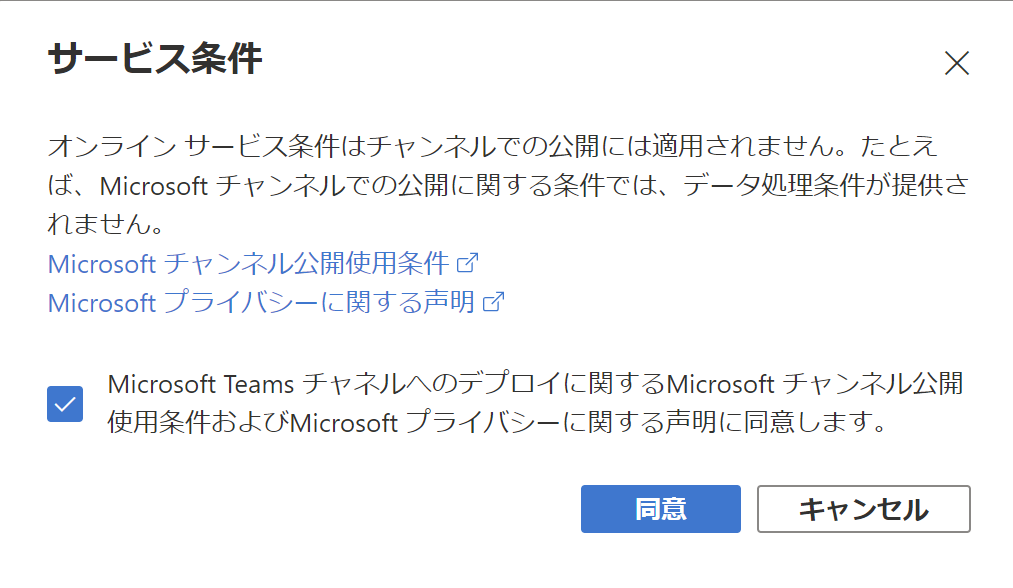 サービス条件
オンライン サービス条件はチャンネルでの公開には適用されません。たとえ
ば、Microsoft チャンネルでの公開に関する条件では、データ処理条件が提供さ
れません。
Microsoft チャンネル公開使用条件
Microsoft プライバシーに関する声明
Microsoft Teams チャネルへのデプロイに関するMicrosoft チャンネル公開
使用条件およびMicrosoft プライバシーに関する声明に同意します。
同意
キャンセル